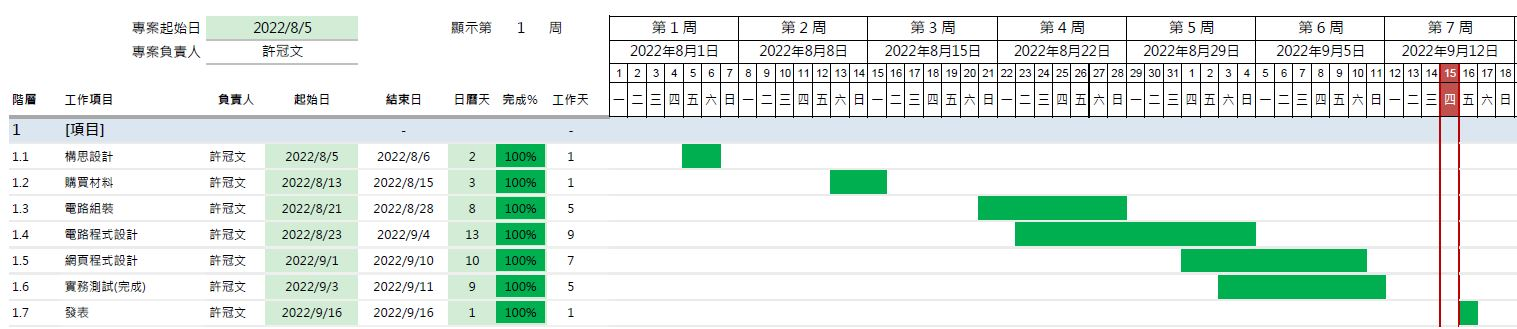 專案起始日 2022/8/5 顯示第 1 周 第 1 周 第 2 周 第 3 周 第 4 周 第 5 周 第 6 周 第 7 周
專案負責人 許冠文 2022年8月1日 2022年8月8日 2022年8月15日 2022年8月22日 2022年8月29日 2022年9月5日 2022年9月12日
1 2 3 4 5 6 7 8 9 10 11 12 13 14 15 16 17 18 19 20 21 22 23 24 25 26 27 28 29 30 31 1 2 3 4 5 6 7 8 9 10 11 12 13 14 15 16 17 18
階層 工作項目 負責人 起始日 結束日 日曆天 完成% 工作天 一 二 三 四 五 六 日 一 二 三 四 五 六 日 一 二 三 四 五 六 日 一 二 三 四 五 六 日 一 二 三 四 五 六 日 一 二 三 四 五 六 日 一 二 三 四 五 六 日
1 [項目] - -
1.1 構思設計 許冠文 2022/8/5 2022/8/6 2 100% 1
1.2 購買材料 許冠文 2022/8/13 2022/8/15 3 100% 1
1.3 電路組裝 許冠文 2022/8/21 2022/8/28 8 100% 5
1.4 電路程式設計 許冠文 2022/8/23 2022/9/4 13 100% 9
1.5 網頁程式設計 許冠文 2022/9/1 2022/9/10 10 100% 7
1.6 實務測試(完成) 許冠文 2022/9/3 2022/9/11 9 100% 5
1.7 發表 許冠文 2022/9/16 2022/9/16 1 100% 1